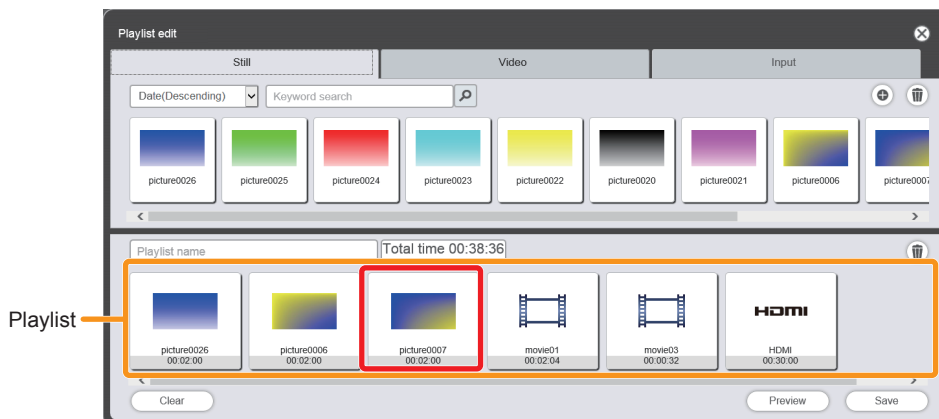 Playlist edit
Still
Video
Input
Date(Descending)
Keyword search
picture0026
picture0025
picture0024
picture0023
picture0022
picture0020
picture0021
picture0006
picture0007
Playlist name
Total time 00:38:36
Playlist
picture0026
00:02:00
picture0006
00:02:00
picture0007
00:02:00
movie01
00:02:04
movie03
00:00:32
HDMI
HDMI
00:30:00
Clear
Preview
Save